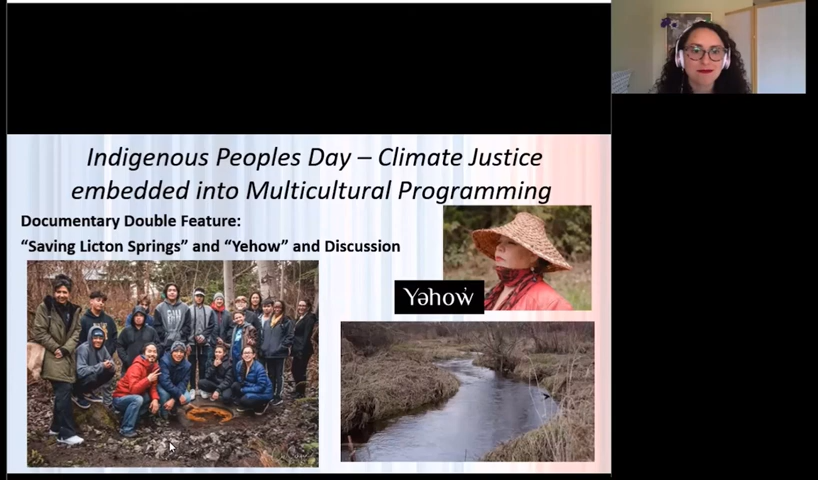 Indigenous Peoples Day – Climate Justice
embedded into Multicultural Programming
Documentary Double Feature:
“Saving Licton Springs” and “Yehow” and Discussion
Yəhow̓